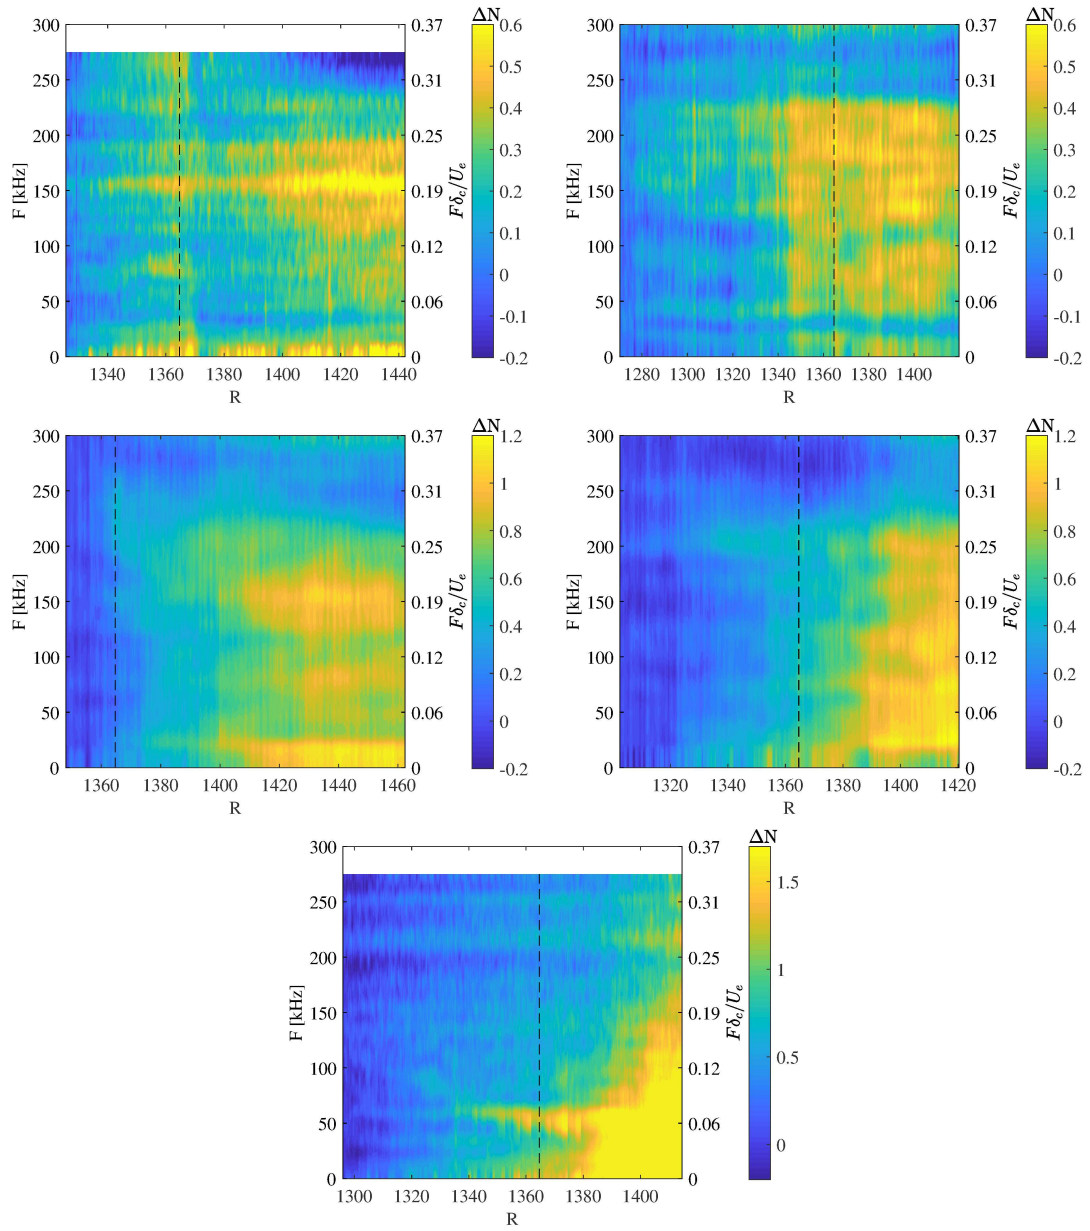 ΔN
ΔN
300 0.37 0.6
250 0.31 0.5
200 0.25 0.4
150 0.19 0.3
100 0.12 0.2
50 0.06 0.1
0 0 0
-0.1
-0.2
F [kHz]
Fδc/Ue
1340 1360 1380 1400 1420 1440
R
300 0.37 0.6
250 0.31 0.5
200 0.25 0.4
150 0.19 0.3
100 0.12 0.2
50 0.06 0.1
0 0 0
-0.1
-0.2
F [kHz]
Fδc/Ue
1280 1300 1320 1340 1360 1380 1400
R
ΔN
300 0.37 1.2
250 0.31 1
200 0.25 0.8
150 0.19 0.6
100 0.12 0.4
50 0.06 0.2
0 0 0
-0.2
F [kHz]
Fδc/Ue
1360 1380 1400 1420 1440 1460
R
ΔN
300 0.37 1.2
250 0.31 1
200 0.25 0.8
150 0.19 0.6
100 0.12 0.4
50 0.06 0.2
0 0 0
-0.2
F [kHz]
Fδc/Ue
1320 1340 1360 1380 1400 1420
R
ΔN
300 0.37
250 0.31 1.5
200 0.25 1
150 0.19
100 0.12 0.5
50 0.06
0 0 0
F [kHz]
Fδc/Ue
1300 1320 1340 1360 1380 1400
R